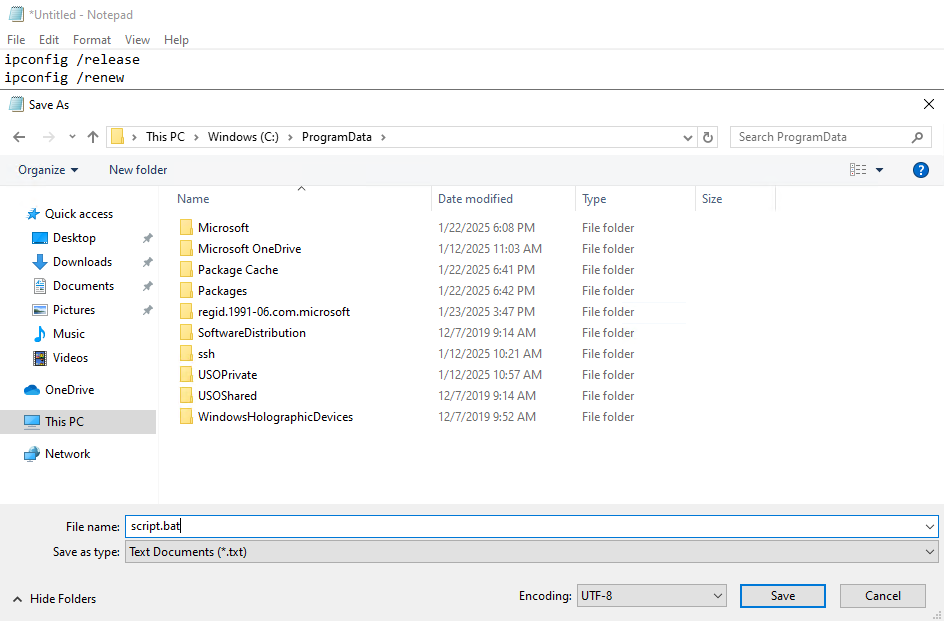 *Untitled - Notepad
File Edit Format View Help
ipconfig /release
ipconfig /renew
Save As
This PC Windows (C:) ProgramData Search ProgramData
Organize New folder
Name Date modified Type Size
Quick access
Desktop
Downloads
Documents
Pictures
Music
Videos
OneDrive
This PC
Network
Microsoft 1/22/2025 6:08 PM File folder
Microsoft OneDrive 1/12/2025 11:03 AM File folder
Package Cache 1/22/2025 6:41 PM File folder
Packages 1/22/2025 6:42 PM File folder
regid.1991-06.com.microsoft 1/23/2025 3:47 PM File folder
SoftwareDistribution 12/7/2019 9:14 AM File folder
ssh 1/12/2025 10:21 AM File folder
USOPrivate 1/12/2025 10:57 AM File folder
USOShared 12/7/2019 9:14 AM File folder
WindowsHolographicDevices 12/7/2019 9:52 AM File folder
File name: script.bat
Save as type: Text Documents (*.txt)
Hide Folders Encoding: UTF-8 Save Cancel